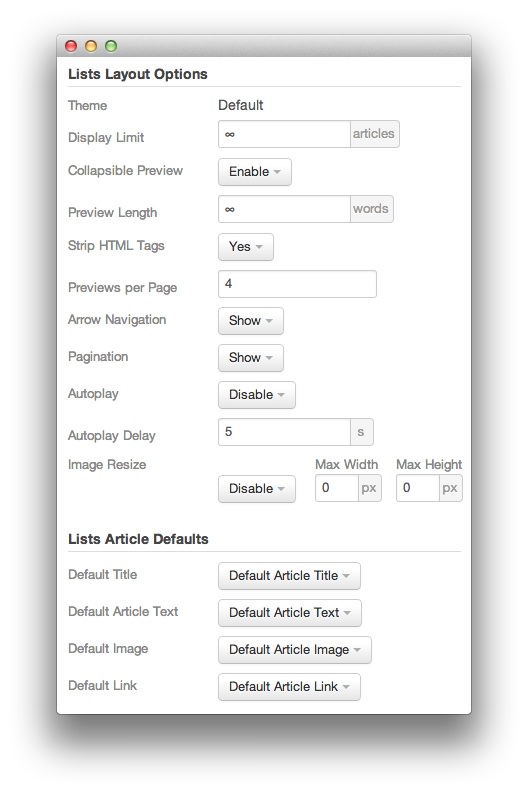 Lists Layout Options
Theme Default
Display Limit ∞ articles
Collapsible Preview Enable
Preview Length ∞ words
Strip HTML Tags Yes
Previews per Page 4
Arrow Navigation Show
Pagination Show
Autoplay Disable
Autoplay Delay 5 s
Image Resize Max Width Max Height
Disable 0 px 0 px
Lists Article Defaults
Default Title Default Article Title
Default Article Text Default Article Text
Default Image Default Article Image
Default Link Default Article Link